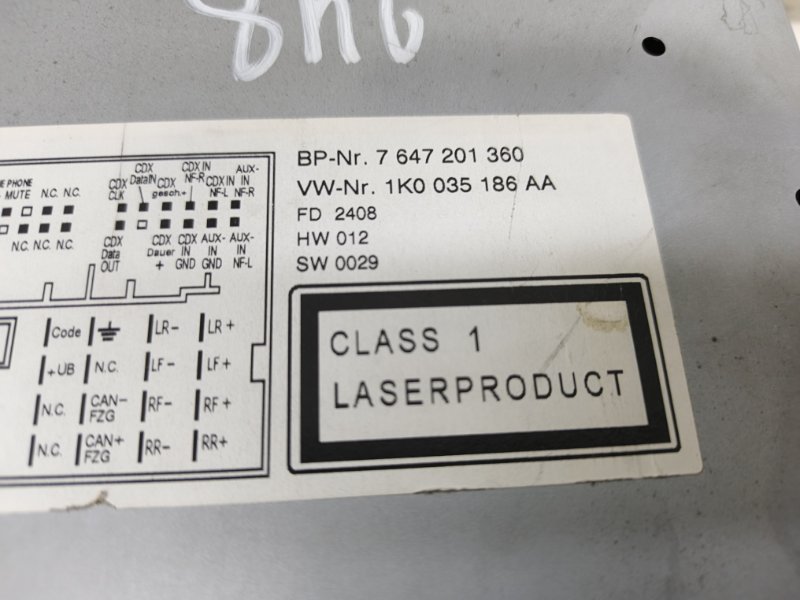 BP-Nr. 7 647 201 360
VW-Nr. 1K0 035 186 AA
FD 2408
HW 012
SW 0029
CLASS 1
LASERPRODUCT
PHONE
MUTE N.C. N.C.
N.C. N.C. N.C.
CDX CLK
CDX DataIN
CDX gesch.+
CDX IN NF-R
CDX IN NF-L
AUX-IN NF-R
CDX Data OUT
CDX Dauer +
CDX IN GND
AUX-IN GND
AUX-IN NF-L
Code LR- LR+
+UB N.C. LF- LF+
N.C. CAN- FZG RF- RF+
N.C. CAN+ FZG RR- RR+